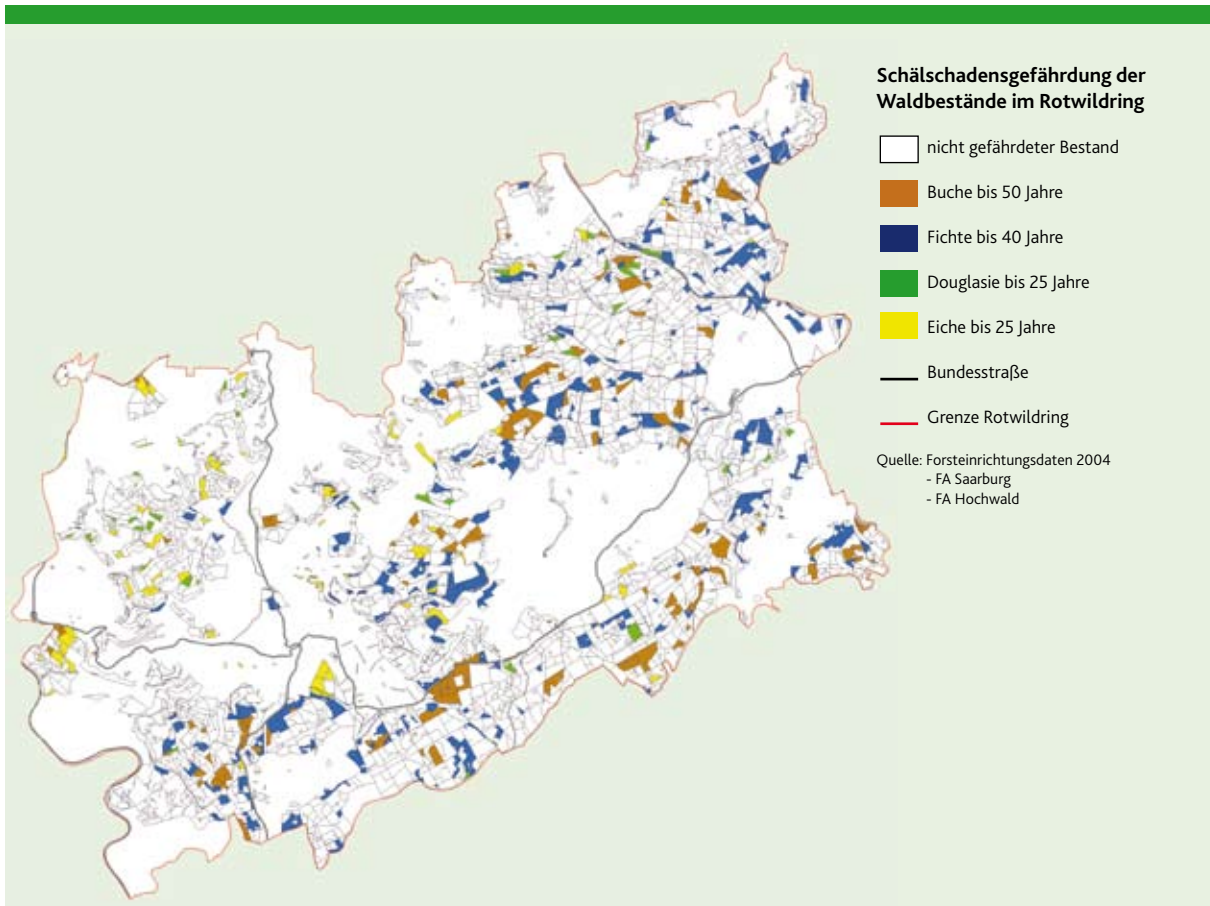 Schälschadensgefährdung der
Waldbestände im Rotwildring
nicht gefährdeter Bestand
Buche bis 50 Jahre
Fichte bis 40 Jahre
Douglasie bis 25 Jahre
Eiche bis 25 Jahre
Bundesstraße
Grenze Rotwildring
Quelle: Forsteinrichtungsdaten 2004
- FA Saarburg
- FA Hochwald